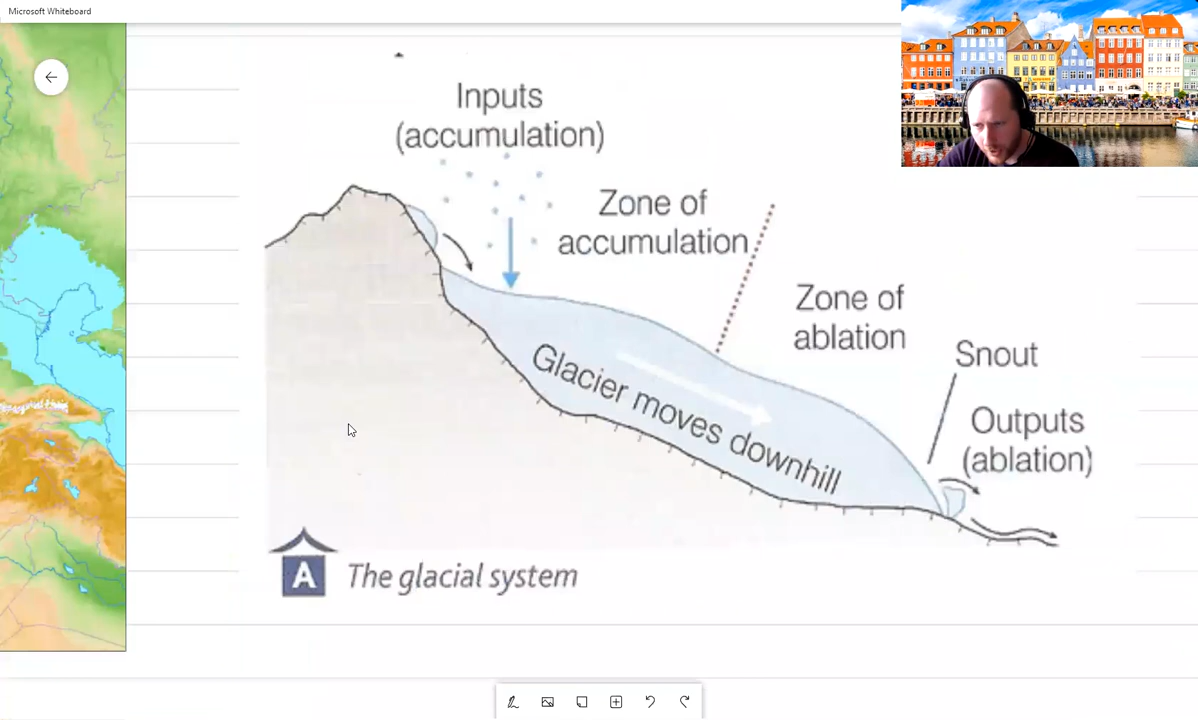 Microsoft Whiteboard
Inputs
(accumulation)
Zone of
accumulation
Zone of
ablation
Snout
Glacier moves downhill
Outputs
(ablation)
A The glacial system